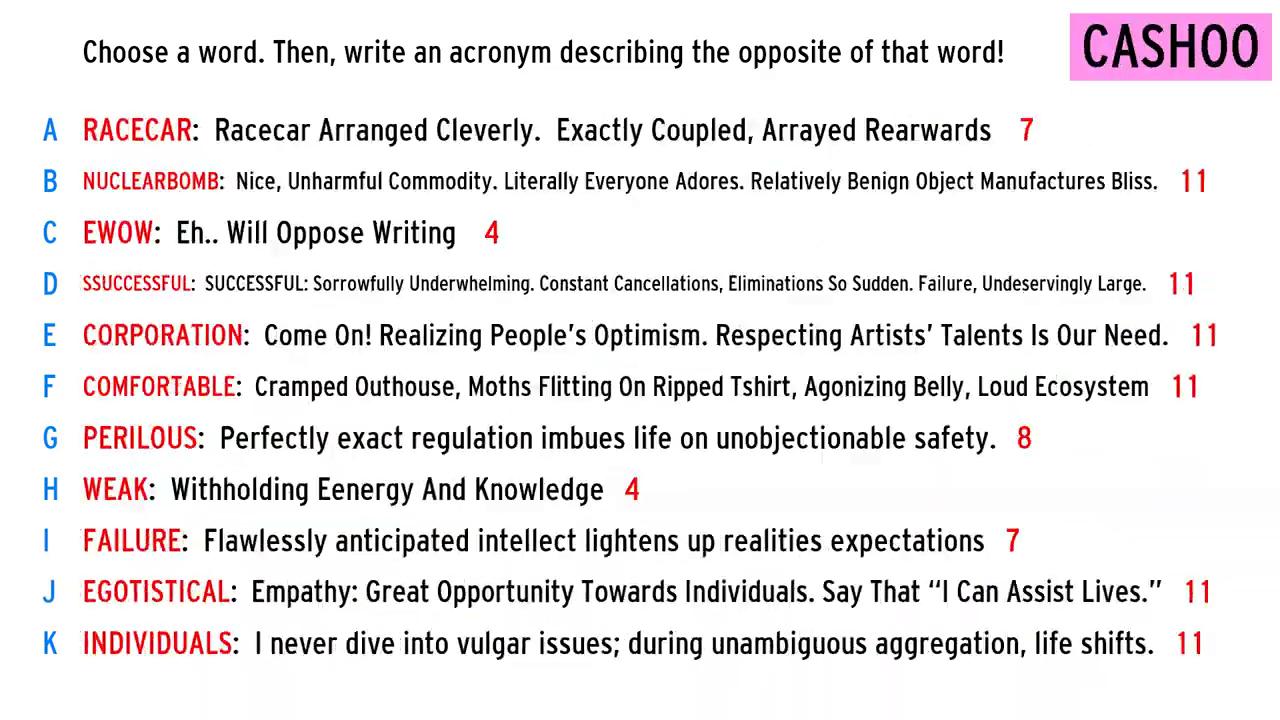 Choose a word. Then, write an acronym describing the opposite of that word!
CASHOO
A RACECAR: Racecar Arranged Cleverly. Exactly Coupled, Arrayed Rearwards 7
B NUCLEARBOMB: Nice, Unharmful Commodity. Literally Everyone Adores. Relatively Benign Object Manufactures Bliss. 11
C EWOW: Eh.. Will Oppose Writing 4
D SSUCCESSFUL: SUCCESSFUL: Sorrowfully Underwhelming. Constant Cancellations, Eliminations So Sudden. Failure, Undeservingly Large. 11
E CORPORATION: Come On! Realizing People's Optimism. Respecting Artists' Talents Is Our Need. 11
F COMFORTABLE: Cramped Outhouse, Moths Flitting On Ripped Tshirt, Agonizing Belly, Loud Ecosystem 11
G PERILOUS: Perfectly exact regulation imbues life on unobjectionable safety. 8
H WEAK: Withholding Eenergy And Knowledge 4
I FAILURE: Flawlessly anticipated intellect lightens up realities expectations 7
J EGOTISTICAL: Empathy: Great Opportunity Towards Individuals. Say That “I Can Assist Lives.” 11
K INDIVIDUALS: I never dive into vulgar issues; during unambiguous aggregation, life shifts. 11